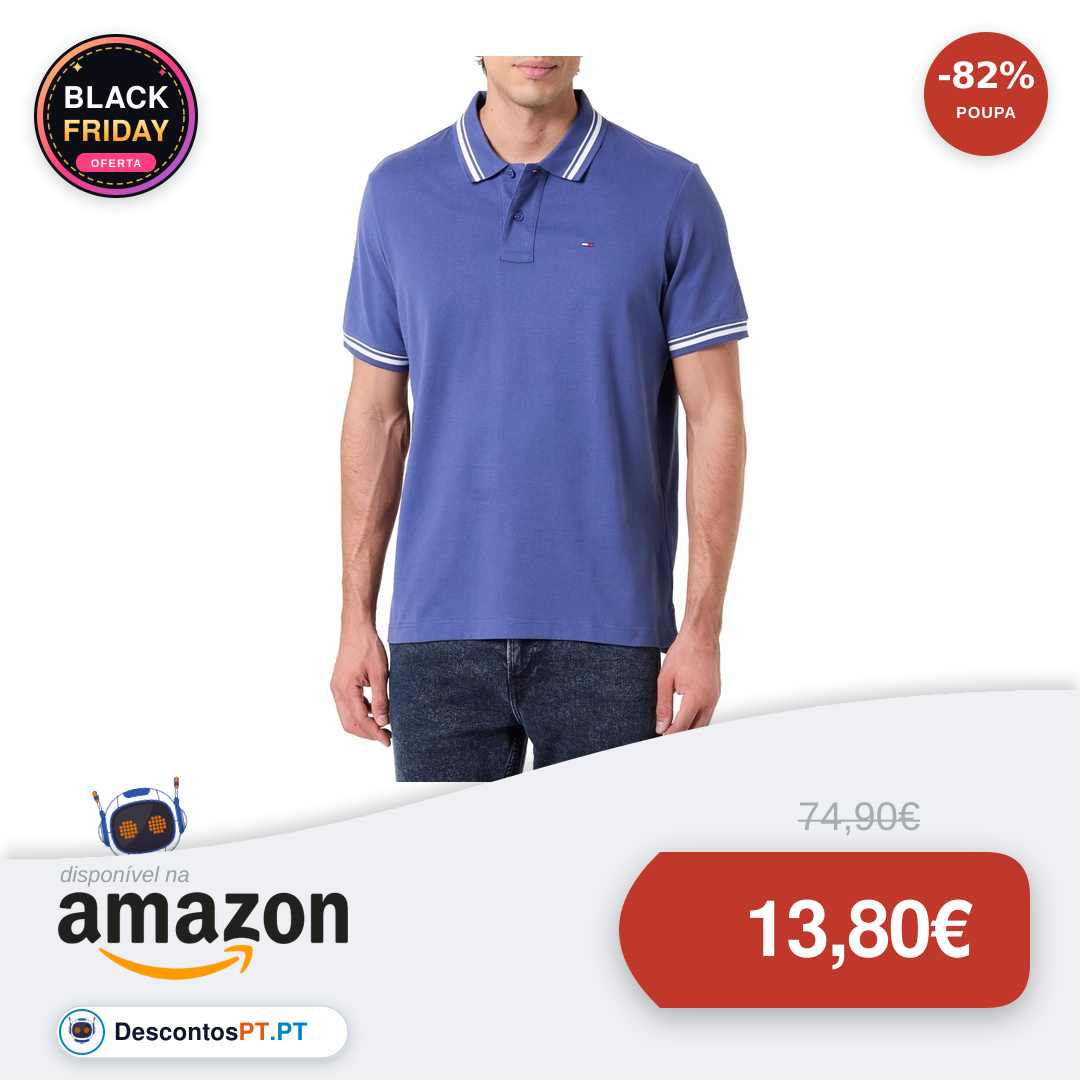 BLACK
FRIDAY
OFERTA
-82%
POUPA
74,90€
13,80€
disponível na
amazon
DescontosPT.PT